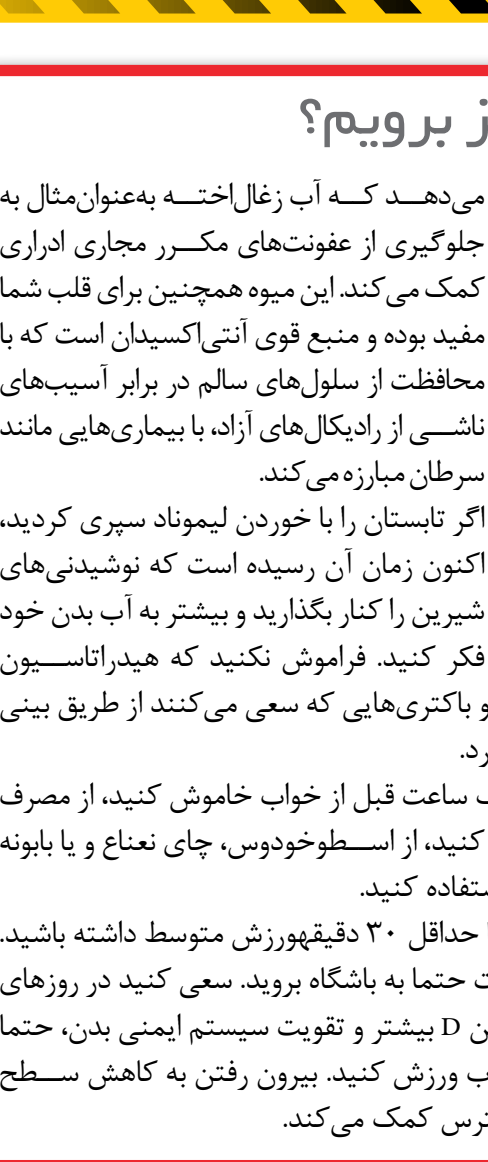 برویم؟
می‌دهد که آب زغال‌اخته به‌عنوان‌مثال به
جلوگیری از عفونت‌های مکرر مجاری ادراری
کمک می‌کند. این میوه همچنین برای قلب شما
مفید بوده و منبع قوی آنتی‌اکسیدان است که با
محافظت از سلول‌های سالم در برابر آسیب‌های
ناشی از رادیکال‌های آزاد، با بیماری‌هایی مانند
سرطان مبارزه می‌کند.
اگر تابستان را با خوردن لیموناد سپری کردید،
اکنون زمان آن رسیده است که نوشیدنی‌های
شیرین را کنار بگذارید و بیشتر به آب بدن خود
فکر کنید. فراموش نکنید که هیدراتاسیون
و باکتری‌هایی که سعی می‌کنند از طریق بینی
ساعت قبل از خواب خاموش کنید، از مصرف
کنید، از اسطوخودوس، چای نعناع و یا بابونه
کنید.
حداقل ۳۰ دقیقهورزش متوسط داشته باشید.
حتما به باشگاه بروید. سعی کنید در روزهای
D بیشتر و تقویت سیستم ایمنی بدن، حتما
ورزش کنید. بیرون رفتن به کاهش سطح
کمک می‌کند.